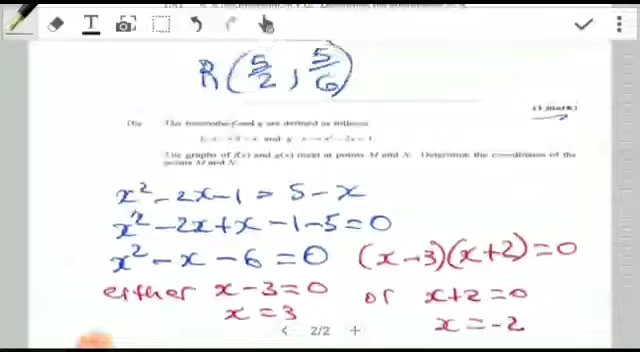 T
R(5/2, 5/6)
(1 mark)
The functions f and g are defined as follows
The graphs of f(x) and g(x) meet at points M and N. Determine the coordinates of the
points M and N.
x² - 2x - 1 = 5 - x
x² - 2x + x - 1 - 5 = 0
x² - x - 6 = 0 (x - 3)(x + 2) = 0
either x - 3 = 0 or x + 2 = 0
x = 3 x = -2
< 2/2 +